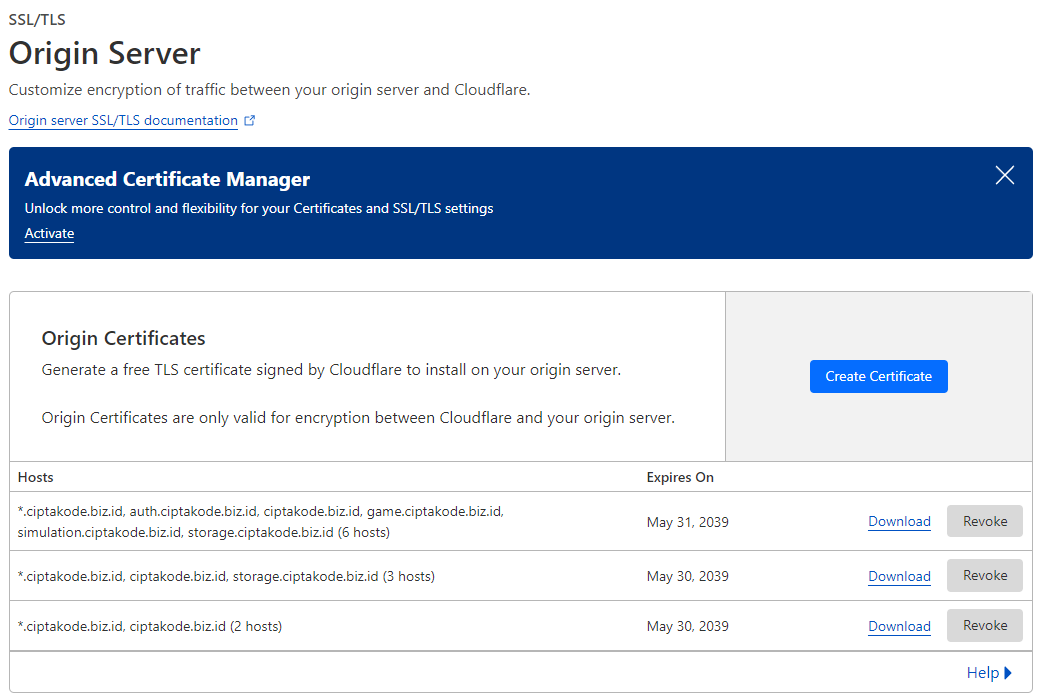 SSL/TLS
Origin Server
Customize encryption of traffic between your origin server and Cloudflare.
Origin server SSL/TLS documentation
Advanced Certificate Manager
Unlock more control and flexibility for your Certificates and SSL/TLS settings
Activate
Origin Certificates
Generate a free TLS certificate signed by Cloudflare to install on your origin server.
Origin Certificates are only valid for encryption between Cloudflare and your origin server.
Create Certificate
Hosts Expires On
*.ciptakode.biz.id, auth.ciptakode.biz.id, ciptakode.biz.id, game.ciptakode.biz.id,
simulation.ciptakode.biz.id, storage.ciptakode.biz.id (6 hosts)
May 31, 2039 Download Revoke
*.ciptakode.biz.id, ciptakode.biz.id, storage.ciptakode.biz.id (3 hosts) May 30, 2039 Download Revoke
*.ciptakode.biz.id, ciptakode.biz.id (2 hosts) May 30, 2039 Download Revoke
Help